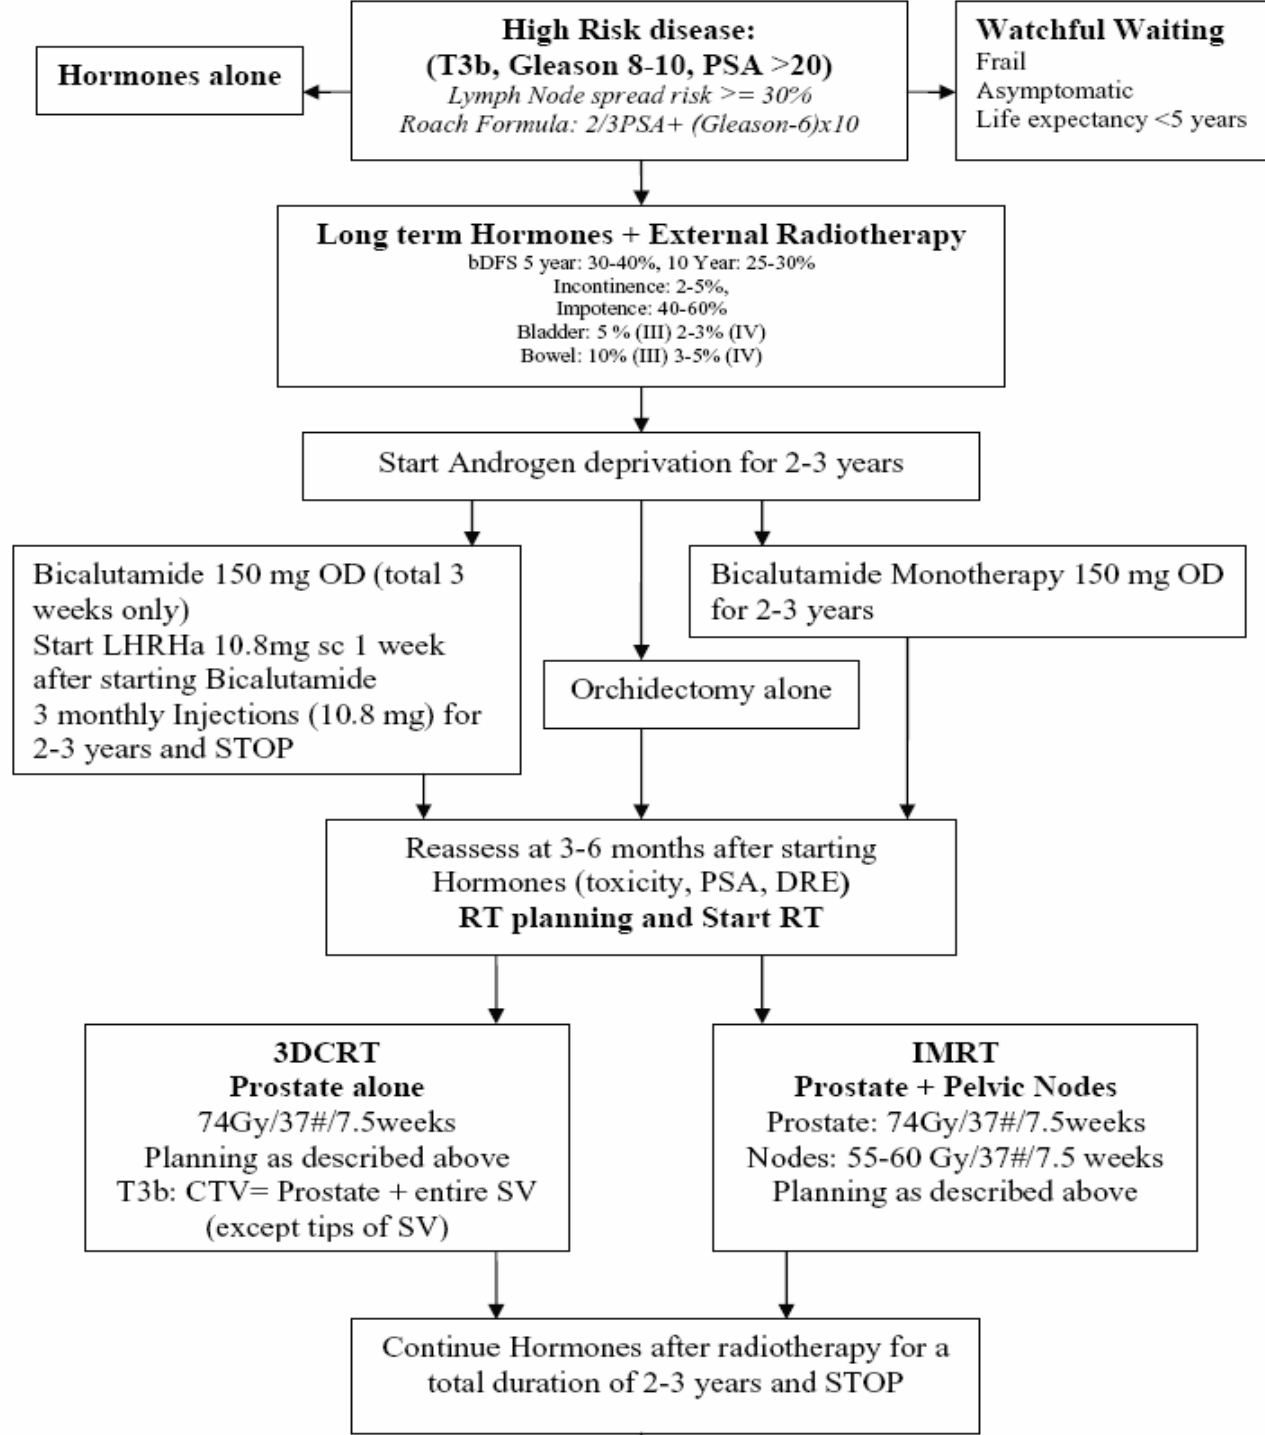 High Risk disease:
(T3b, Gleason 8-10, PSA >20)
Lymph Node spread risk >= 30%
Roach Formula: 2/3PSA+ (Gleason-6)x10
Hormones alone
Watchful Waiting
Frail
Asymptomatic
Life expectancy <5 years
Long term Hormones + External Radiotherapy
bDFS 5 year: 30-40%, 10 Year: 25-30%
Incontinence: 2-5%,
Impotence: 40-60%
Bladder: 5 % (III) 2-3% (IV)
Bowel: 10% (III) 3-5% (IV)
Start Androgen deprivation for 2-3 years
Bicalutamide 150 mg OD (total 3
weeks only)
Start LHRHa 10.8mg sc 1 week
after starting Bicalutamide
3 monthly Injections (10.8 mg) for
2-3 years and STOP
Orchidectomy alone
Bicalutamide Monotherapy 150 mg OD
for 2-3 years
Reassess at 3-6 months after starting
Hormones (toxicity, PSA, DRE)
RT planning and Start RT
3DCRT
Prostate alone
74Gy/37#/7.5weeks
Planning as described above
T3b: CTV= Prostate + entire SV
(except tips of SV)
IMRT
Prostate + Pelvic Nodes
Prostate: 74Gy/37#/7.5weeks
Nodes: 55-60 Gy/37#/7.5 weeks
Planning as described above
Continue Hormones after radiotherapy for a
total duration of 2-3 years and STOP